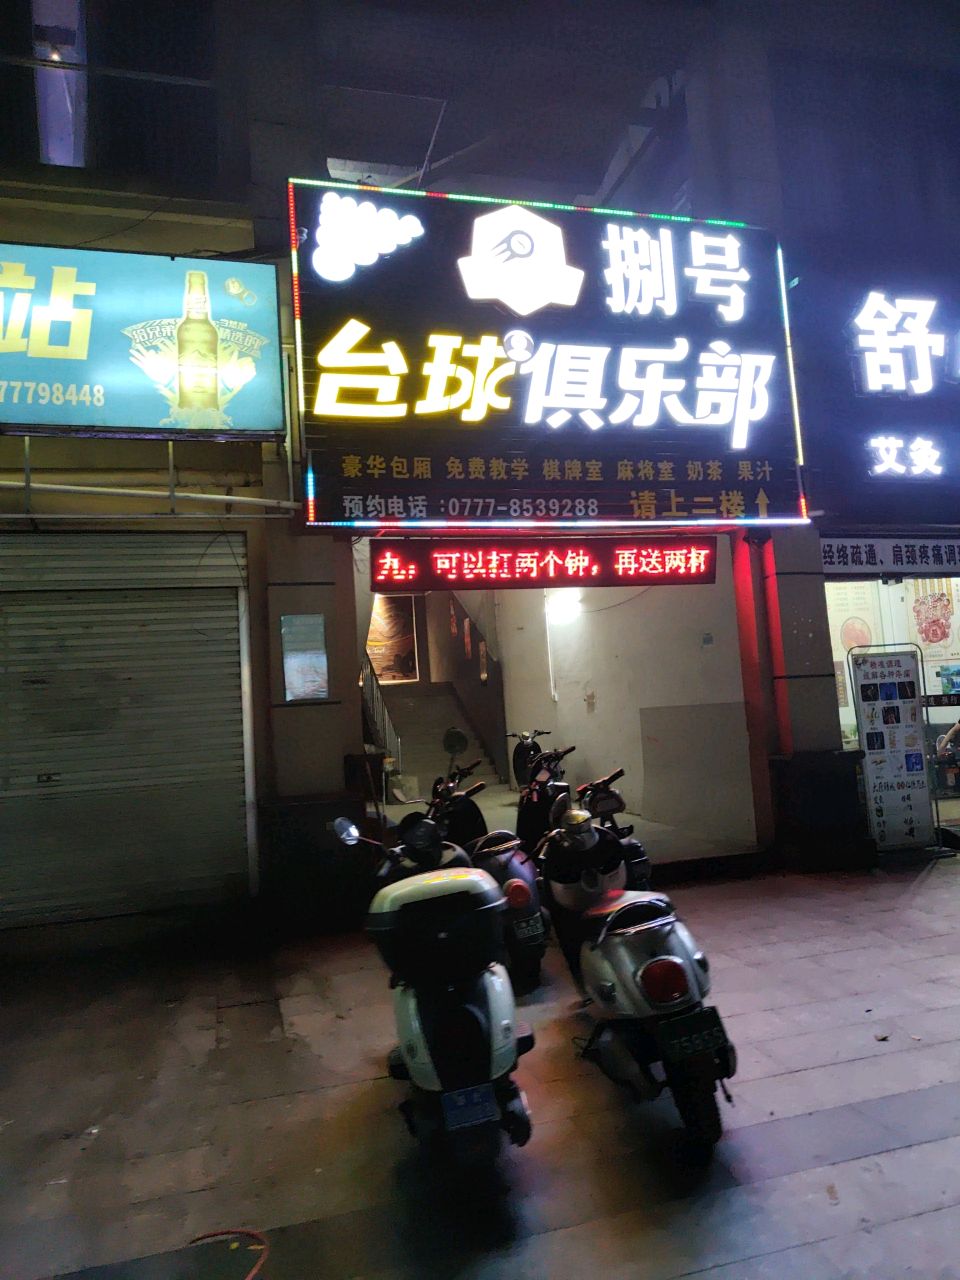 站
77798448
给兄弟
捌号
台球俱乐部
豪华包厢 免费教学 棋牌室 麻将室 奶茶 果汁
预约电话:0777-8539288
请上二楼↑
可以打两个钟,再送两杯
舒
艾灸
经络疏通、肩颈疼痛调